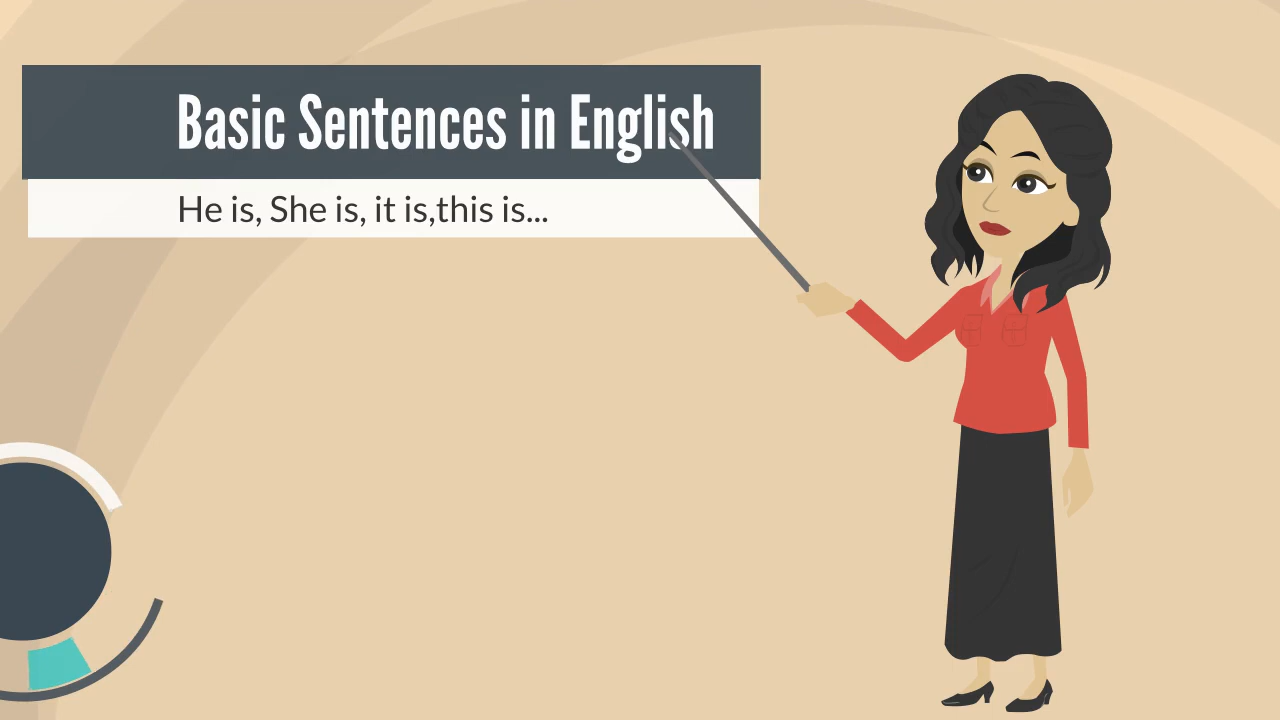 Basic Sentences in English
He is, She is, it is,this is...